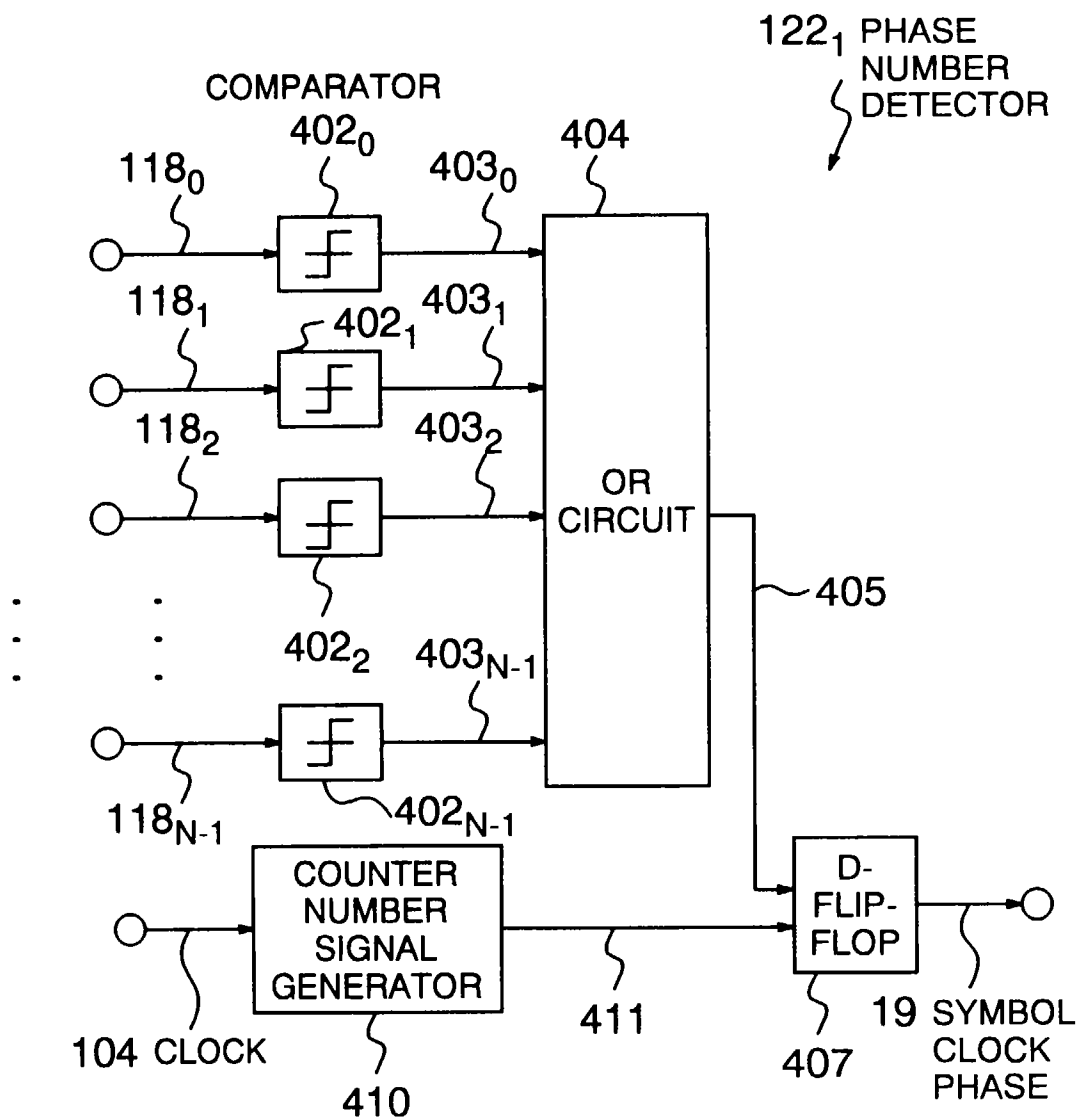 122₁ PHASE
NUMBER
DETECTOR
COMPARATOR
402₀
404
118₀
403₀
118₁
402₁
403₁
118₂
403₂
OR
CIRCUIT
405
402₂
403N-1
118N-1
402N-1
COUNTER
NUMBER
SIGNAL
GENERATOR
D-
FLIP-
FLOP
411
104 CLOCK
410
407
19 SYMBOL
CLOCK
PHASE